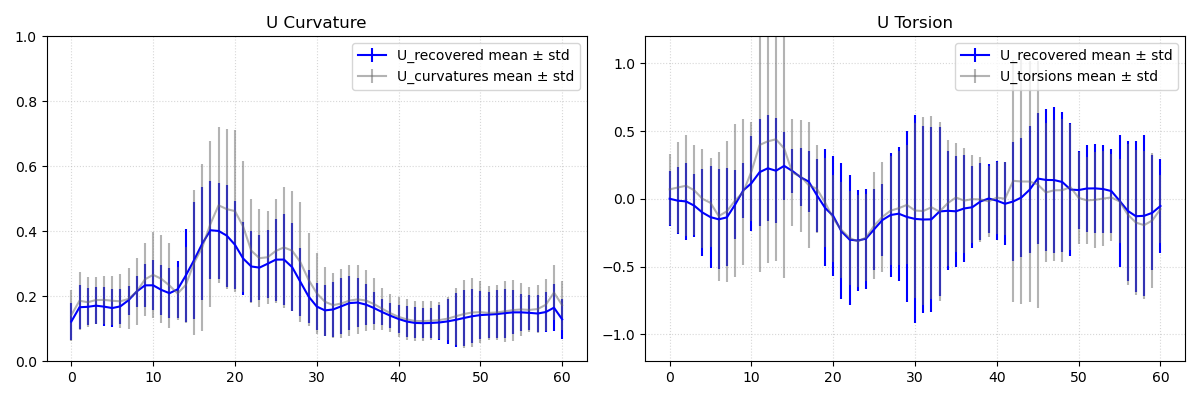 U Curvature
U_recovered mean ± std
U_curvatures mean ± std
1.0
0.8
0.6
0.4
0.2
0.0
0 10 20 30 40 50 60
U Torsion
U_recovered mean ± std
U_torsions mean ± std
1.0
0.5
0.0
−0.5
−1.0
0 10 20 30 40 50 60